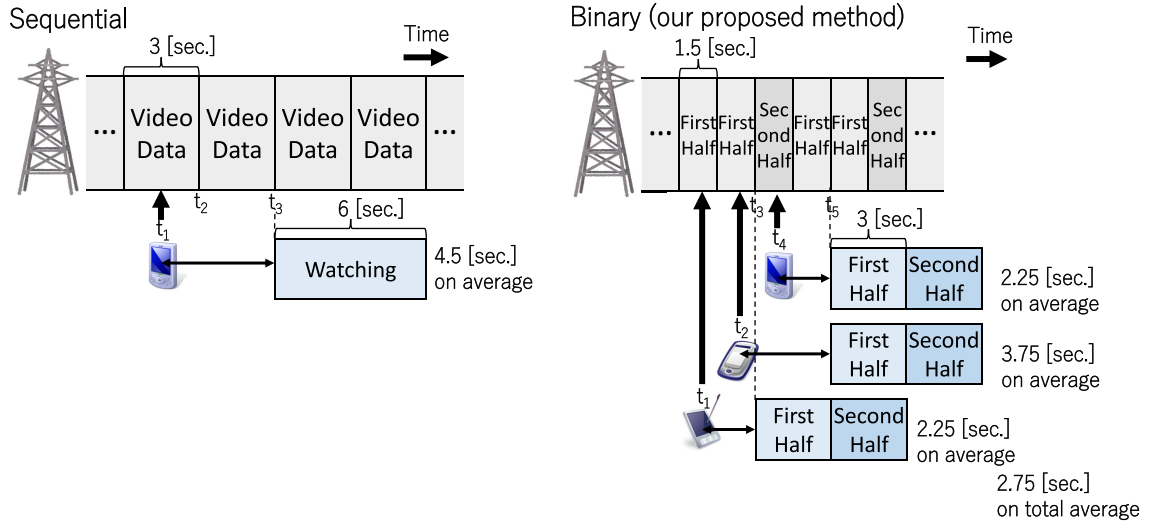 Sequential
Time
3 [sec.]
...
Video
Data
Video
Data
Video
Data
Video
Data
...
t2
t3
t1
6 [sec.]
Watching
4.5 [sec.]
on average
Binary (our proposed method)
Time
1.5 [sec.]
...
First
Half
First
Half
Sec
ond
Half
First
Half
First
Half
Sec
ond
Half
...
t3
t5
t4
3 [sec.]
First
Half
Second
Half
2.25 [sec.]
on average
t2
First
Half
Second
Half
3.75 [sec.]
on average
t1
First
Half
Second
Half
2.25 [sec.]
on average
2.75 [sec.]
on total average